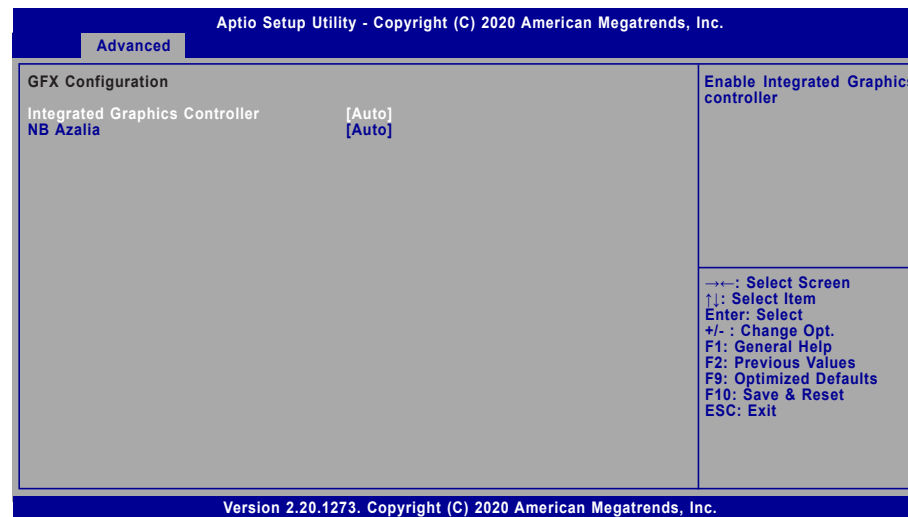 Aptio Setup Utility - Copyright (C) 2020 American Megatrends, Inc.
Advanced
GFX Configuration
Integrated Graphics Controller [Auto]
NB Azalia [Auto]
Enable Integrated Graphics
controller
→←: Select Screen
↑↓: Select Item
Enter: Select
+/- : Change Opt.
F1: General Help
F2: Previous Values
F9: Optimized Defaults
F10: Save & Reset
ESC: Exit
Version 2.20.1273. Copyright (C) 2020 American Megatrends, Inc.